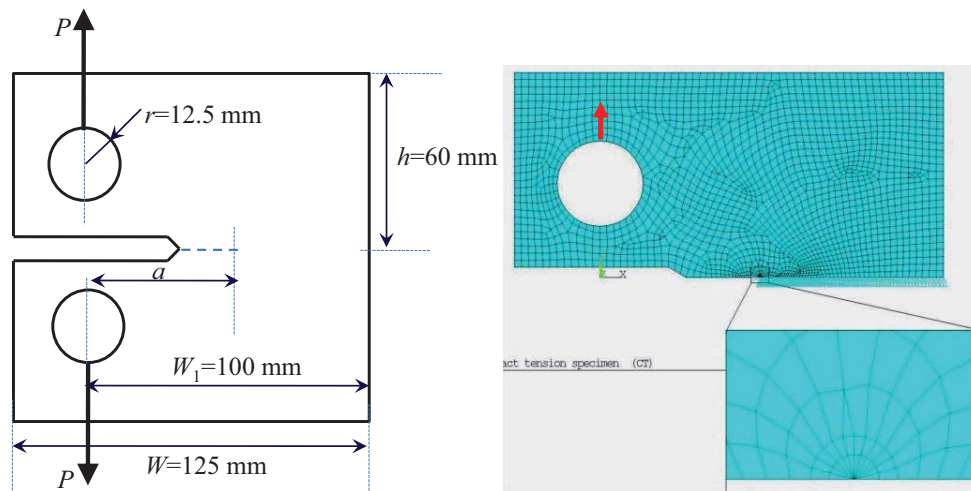 P
r=12.5 mm
h=60 mm
a
W1=100 mm
W=125 mm
P
X
act tension specimen (CT)